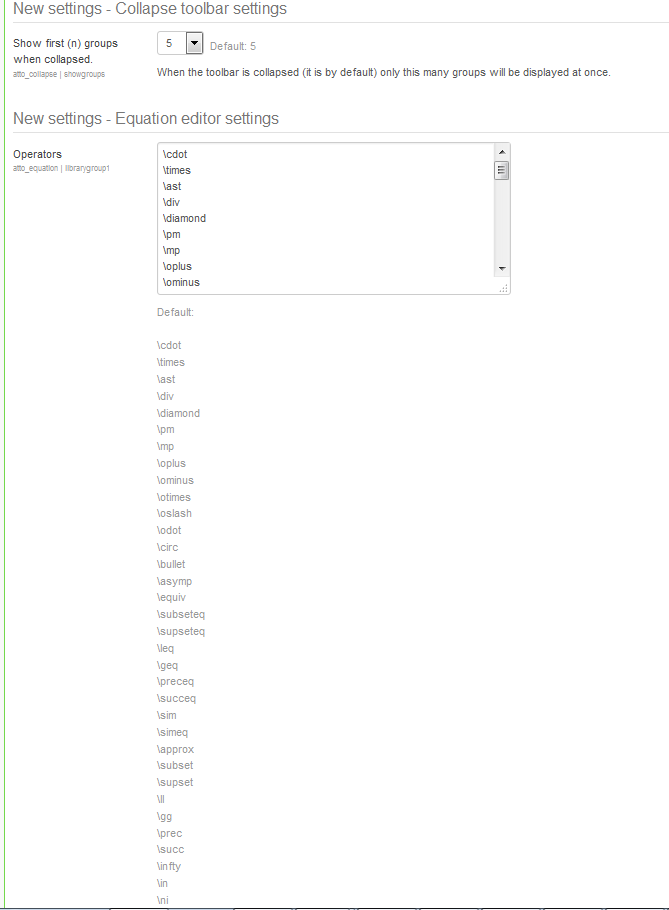 New settings - Collapse toolbar settings
Show first (n) groups
when collapsed.
atto_collapse | showgroups
5
Default: 5
When the toolbar is collapsed (it is by default) only this many groups will be displayed at once.
New settings - Equation editor settings
Operators
atto_equation | librarygroup1
\cdot
\times
\ast
\div
\diamond
\pm
\mp
\oplus
\ominus
Default:
\cdot
\times
\ast
\div
\diamond
\pm
\mp
\oplus
\ominus
\otimes
\oslash
\odot
\circ
\bullet
\asymp
\equiv
\subseteq
\supseteq
\leq
\geq
\preceq
\succeq
\sim
\simeq
\approx
\subset
\supset
\ll
\gg
\prec
\succ
\infty
\in
\ni